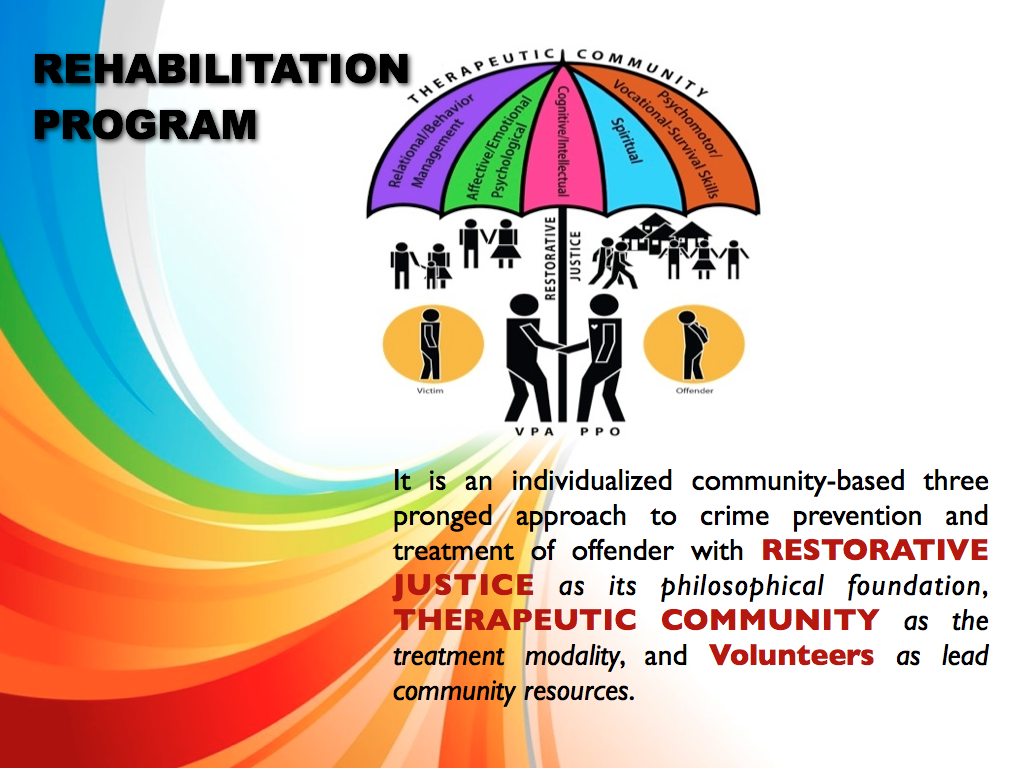 REHABILITATION
PROGRAM
THERAPEUTIC COMMUNITY
Relational/Behavior
Management
Affective/Emotional
Psychological
Cognitive/Intellectual
Spiritual
Psychomotor/
Vocational-Survival Skills
RESTORATIVE
JUSTICE
Victim
Offender
VPA PPO
It is an individualized community-based three
pronged approach to crime prevention and
treatment of offender with RESTORATIVE
JUSTICE as its philosophical foundation,
THERAPEUTIC COMMUNITY as the
treatment modality, and Volunteers as lead
community resources.